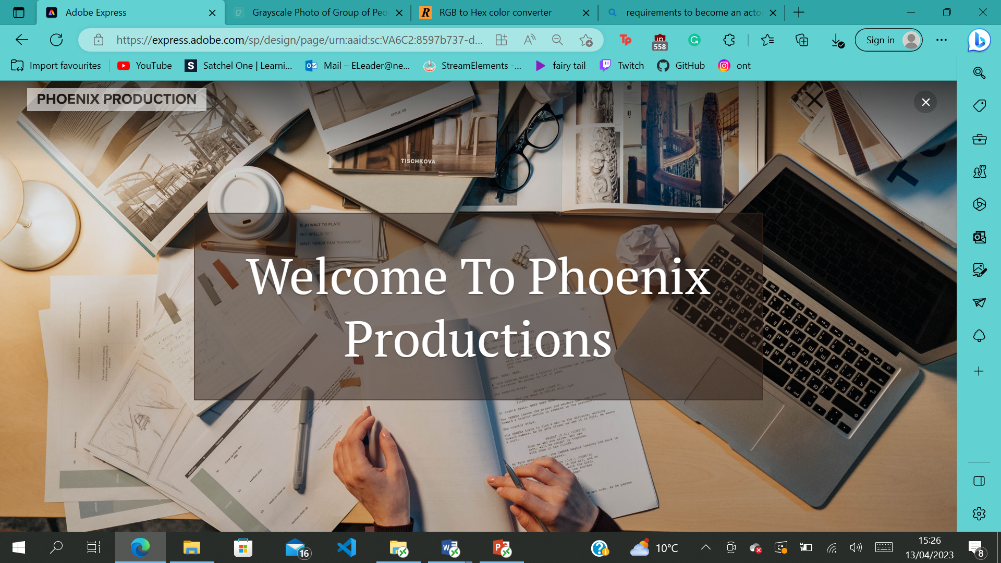 Adobe Express
Grayscale Photo of Group of Peo
RGB to Hex color converter
requirements to become an acto
https://express.adobe.com/sp/design/page/urn:aaid:sc:VA6C2:8597b737-d...
558
Sign in
Import favourites
YouTube
Satchel One | Learni...
Mail – ELeader@ne...
StreamElements -...
fairy tail
Twitch
GitHub
ont
PHOENIX PRODUCTION
TISCHKOVA
Welcome To Phoenix
Productions
16
10°C
15:26
13/04/2023
8